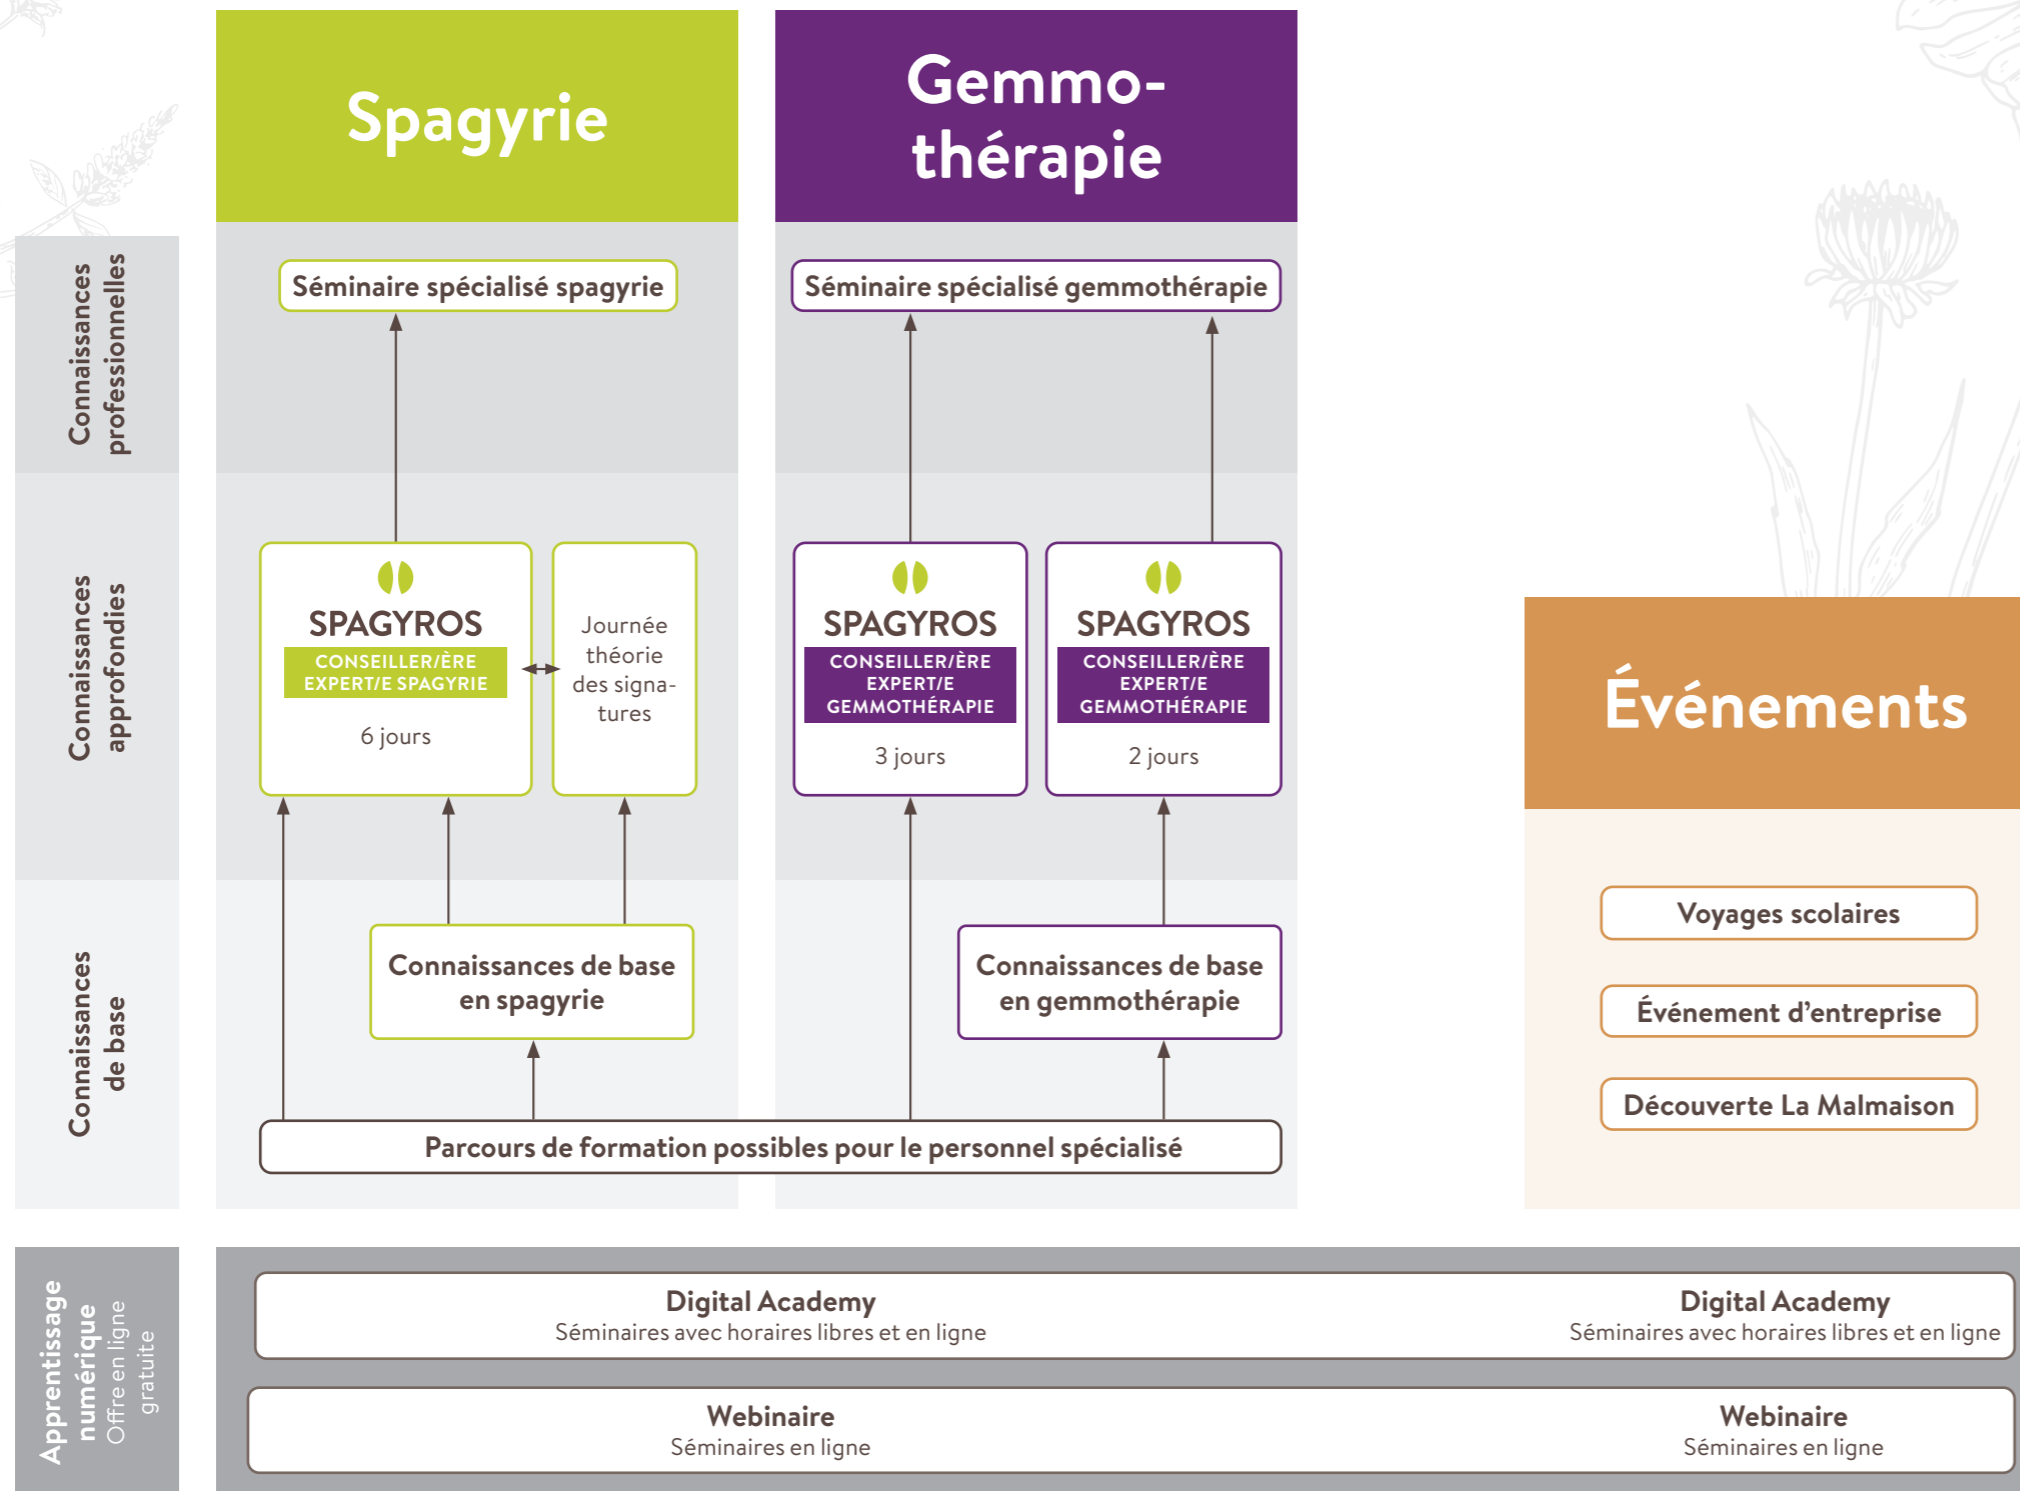 Spagyrie
Gemmo-
thérapie
Connaissances
professionnelles
Séminaire spécialisé spagyrie
Séminaire spécialisé gemmothérapie
Connaissances
approfondies
SPAGYROS
CONSEILLER/ÈRE
EXPERT/E SPAGYRIE
6 jours
Journée
théorie
des signa-
tures
SPAGYROS
CONSEILLER/ÈRE
EXPERT/E
GEMMOTHÉRAPIE
3 jours
SPAGYROS
CONSEILLER/ÈRE
EXPERT/E
GEMMOTHÉRAPIE
2 jours
Événements
Voyages scolaires
Événement d’entreprise
Découverte La Malmaison
Connaissances
de base
Connaissances de base
en spagyrie
Connaissances de base
en gemmothérapie
Parcours de formation possibles pour le personnel spécialisé
Apprentissage
numérique
Offre en ligne
gratuite
Digital Academy
Séminaires avec horaires libres et en ligne
Digital Academy
Séminaires avec horaires libres et en ligne
Webinaire
Séminaires en ligne
Webinaire
Séminaires en ligne